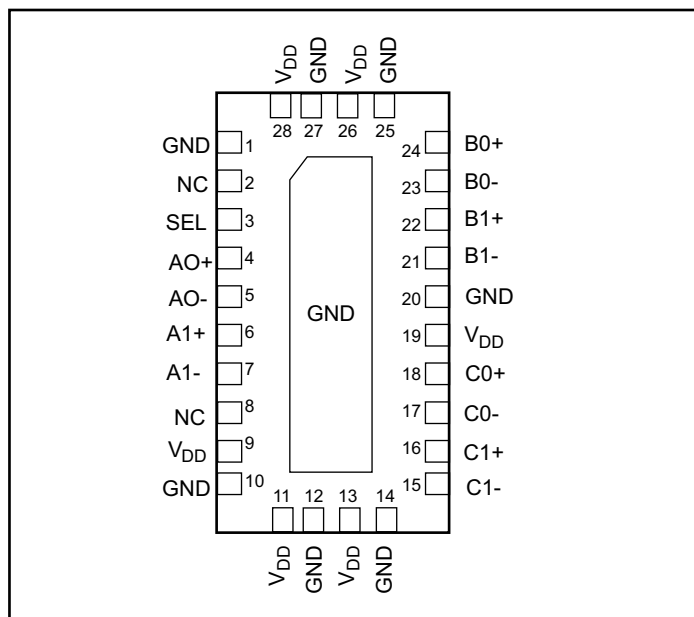 VDD GND VDD GND
28 27 26 25
GND 1 24 B0+
NC 2 23 B0-
SEL 3 22 B1+
AO+ 4 21 B1-
AO- 5 20 GND
A1+ 6 19 VDD
A1- 7 18 C0+
NC 8 17 C0-
VDD 9 16 C1+
GND 10 15 C1-
GND
11 12 13 14
VDD GND VDD GND